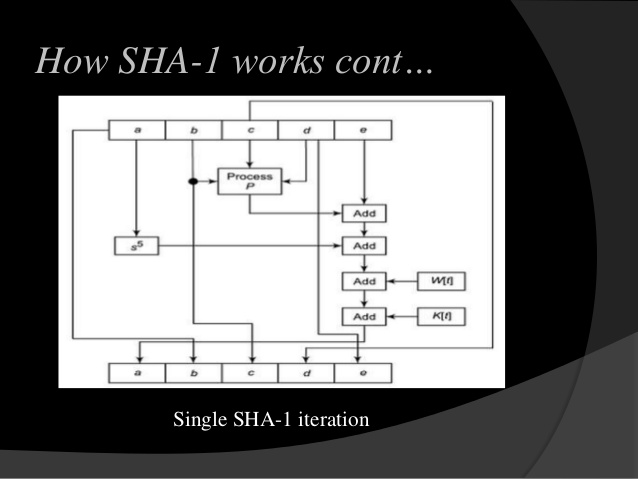 How SHA-1 works cont…
a b c d e
Process
P
Add
s⁵ Add
Add W[t]
Add K[t]
a b c d e
Single SHA-1 iteration